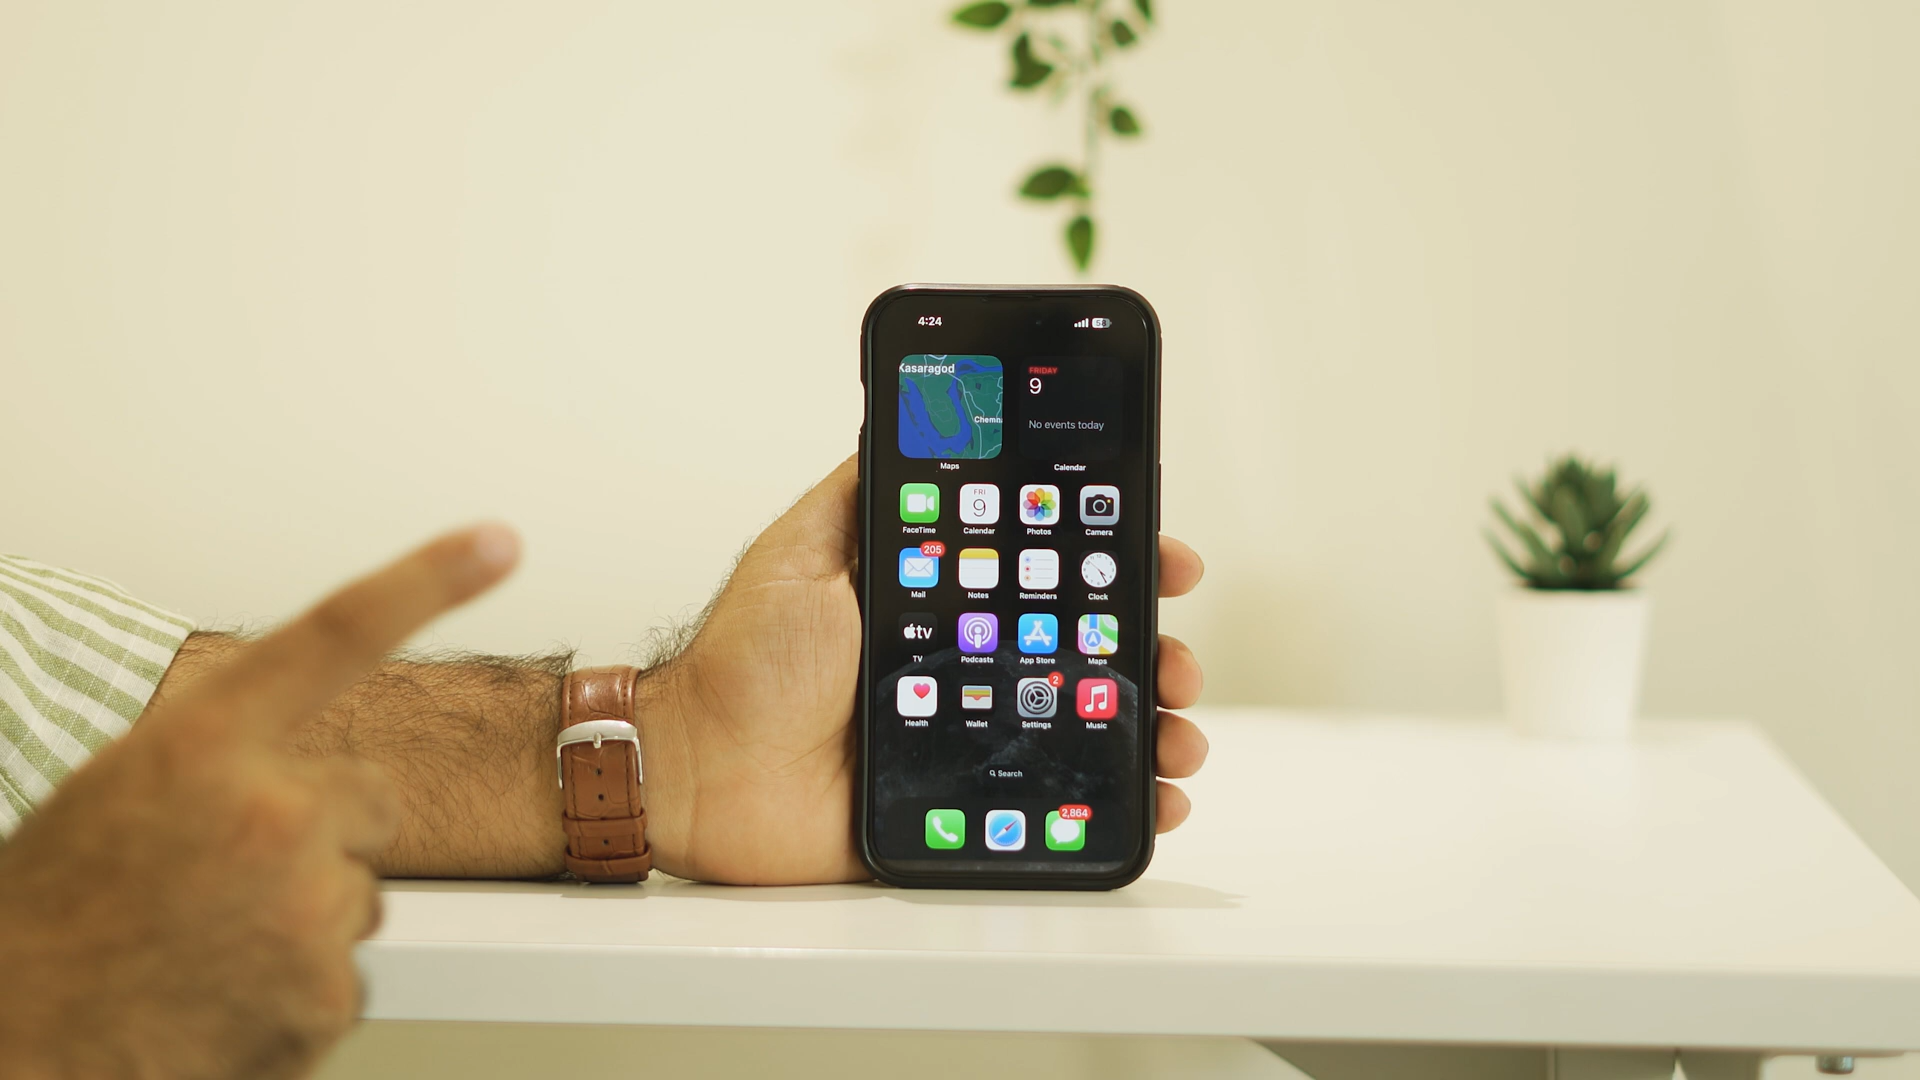 4:24
58
Kasaragod
Chemn
Maps
FRIDAY
9
No events today
Calendar
FaceTime
FRI
9
Calendar
Photos
Camera
205
Mail
Notes
Reminders
Clock
tv
TV
Podcasts
App Store
Maps
Health
Wallet
2
Settings
Music
Search
2,864